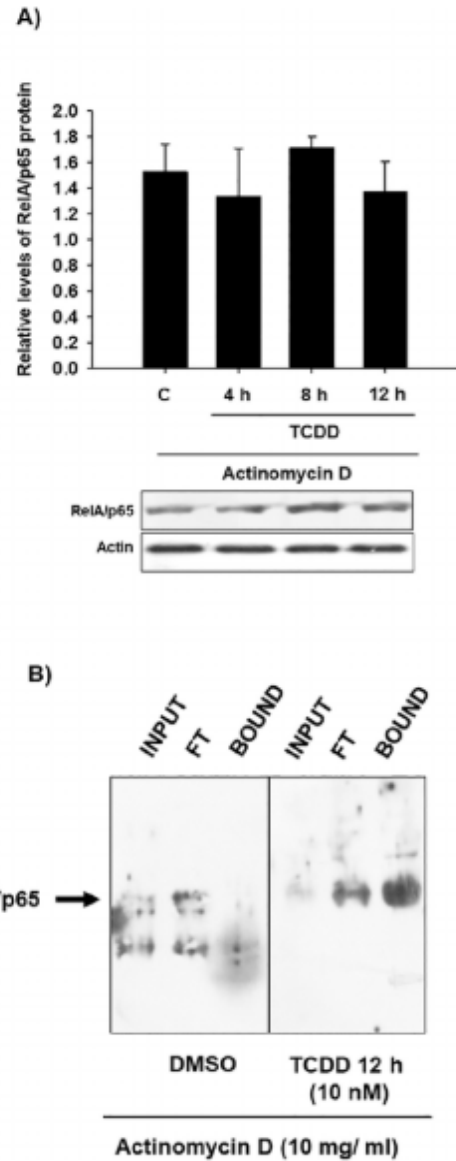 A)
Relative levels of RelA/p65 protein
2.0
1.8
1.6
1.4
1.2
1.0
0.8
0.6
0.4
0.2
0.0
C 4 h 8 h 12 h
TCDD
Actinomycin D
RelA/p65
Actin
B)
INPUT FT BOUND INPUT FT BOUND
/p65
DMSO TCDD 12 h
(10 nM)
Actinomycin D (10 mg/ ml)